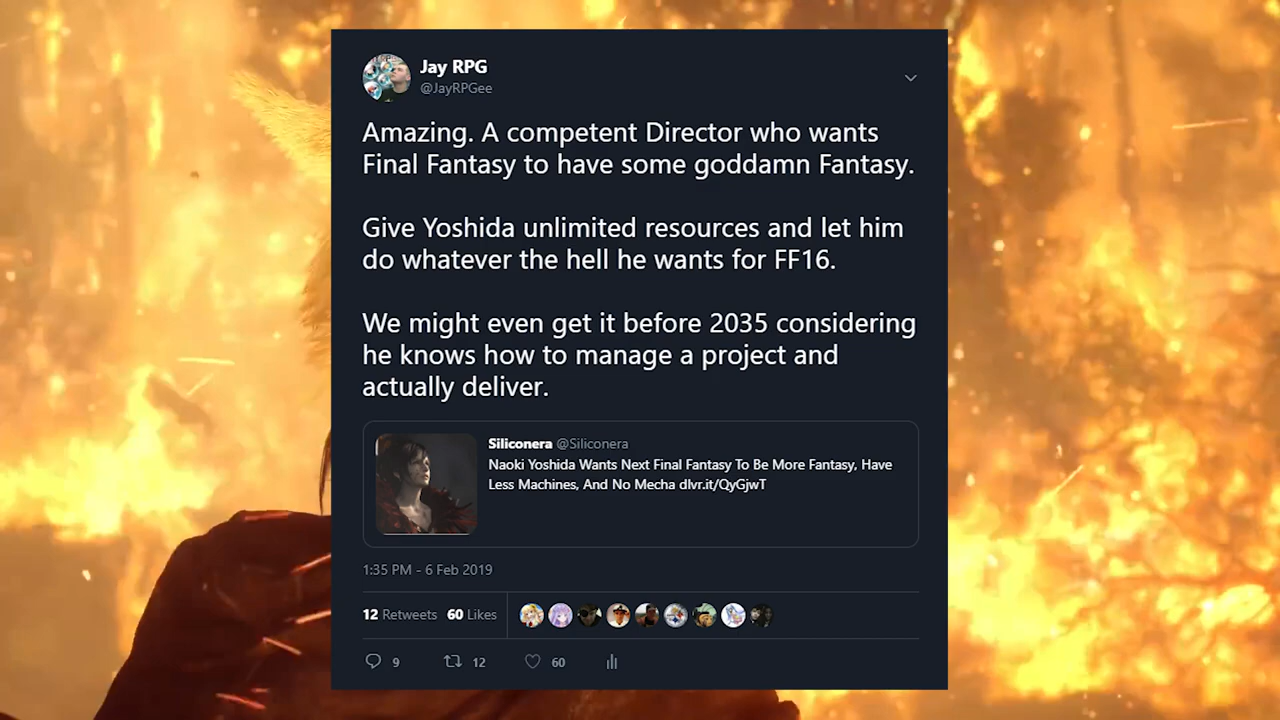 Jay RPG
@JayRPGee
Amazing. A competent Director who wants
Final Fantasy to have some goddamn Fantasy.
Give Yoshida unlimited resources and let him
do whatever the hell he wants for FF16.
We might even get it before 2035 considering
he knows how to manage a project and
actually deliver.
Siliconera @Siliconera
Naoki Yoshida Wants Next Final Fantasy To Be More Fantasy, Have
Less Machines, And No Mecha dlvr.it/QyGjwT
1:35 PM - 6 Feb 2019
12 Retweets 60 Likes
9 12 60